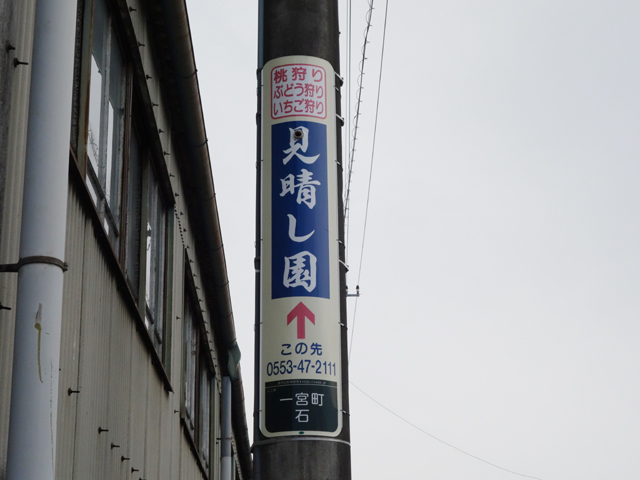 桃狩り
ぶどう狩り
いちご狩り
見晴し園
この先
0553-47-2111
一宮町
石